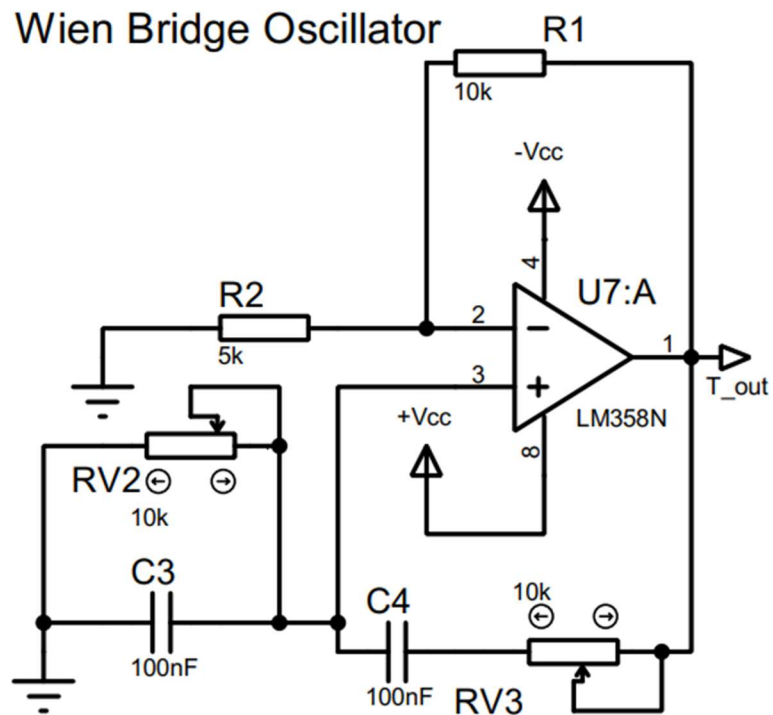 Wien Bridge Oscillator
R1
10k
-Vcc
4
R2
5k
U7:A
2
3
1
T_out
LM358N
+Vcc
8
RV2
10k
C3
100nF
C4
100nF
10k
RV3